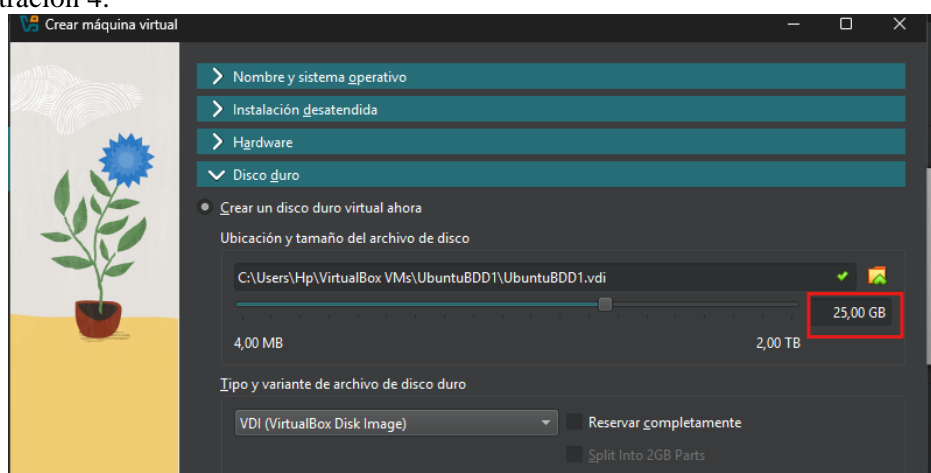 tración 4.
Crear máquina virtual
Nombre y sistema operativo
Instalación desatendida
Hardware
Disco duro
Crear un disco duro virtual ahora
Ubicación y tamaño del archivo de disco
C:\Users\Hp\VirtualBox VMs\UbuntuBDD1\UbuntuBDD1.vdi
25,00 GB
4,00 MB 2,00 TB
Tipo y variante de archivo de disco duro
VDI (VirtualBox Disk Image) Reservar completamente
Split Into 2GB Parts